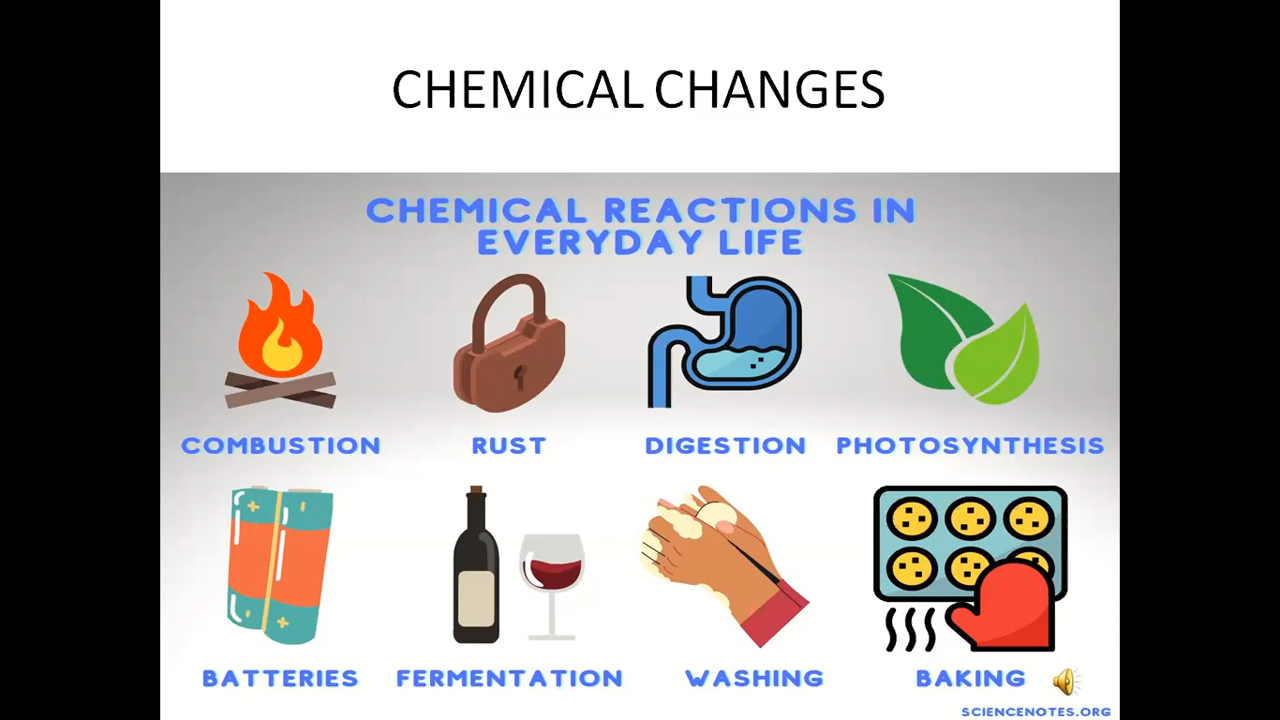 CHEMICAL CHANGES
CHEMICAL REACTIONS IN
EVERYDAY LIFE
COMBUSTION RUST DIGESTION PHOTOSYNTHESIS
+ -
- +
BATTERIES FERMENTATION WASHING BAKING
SCIENCENOTES.ORG